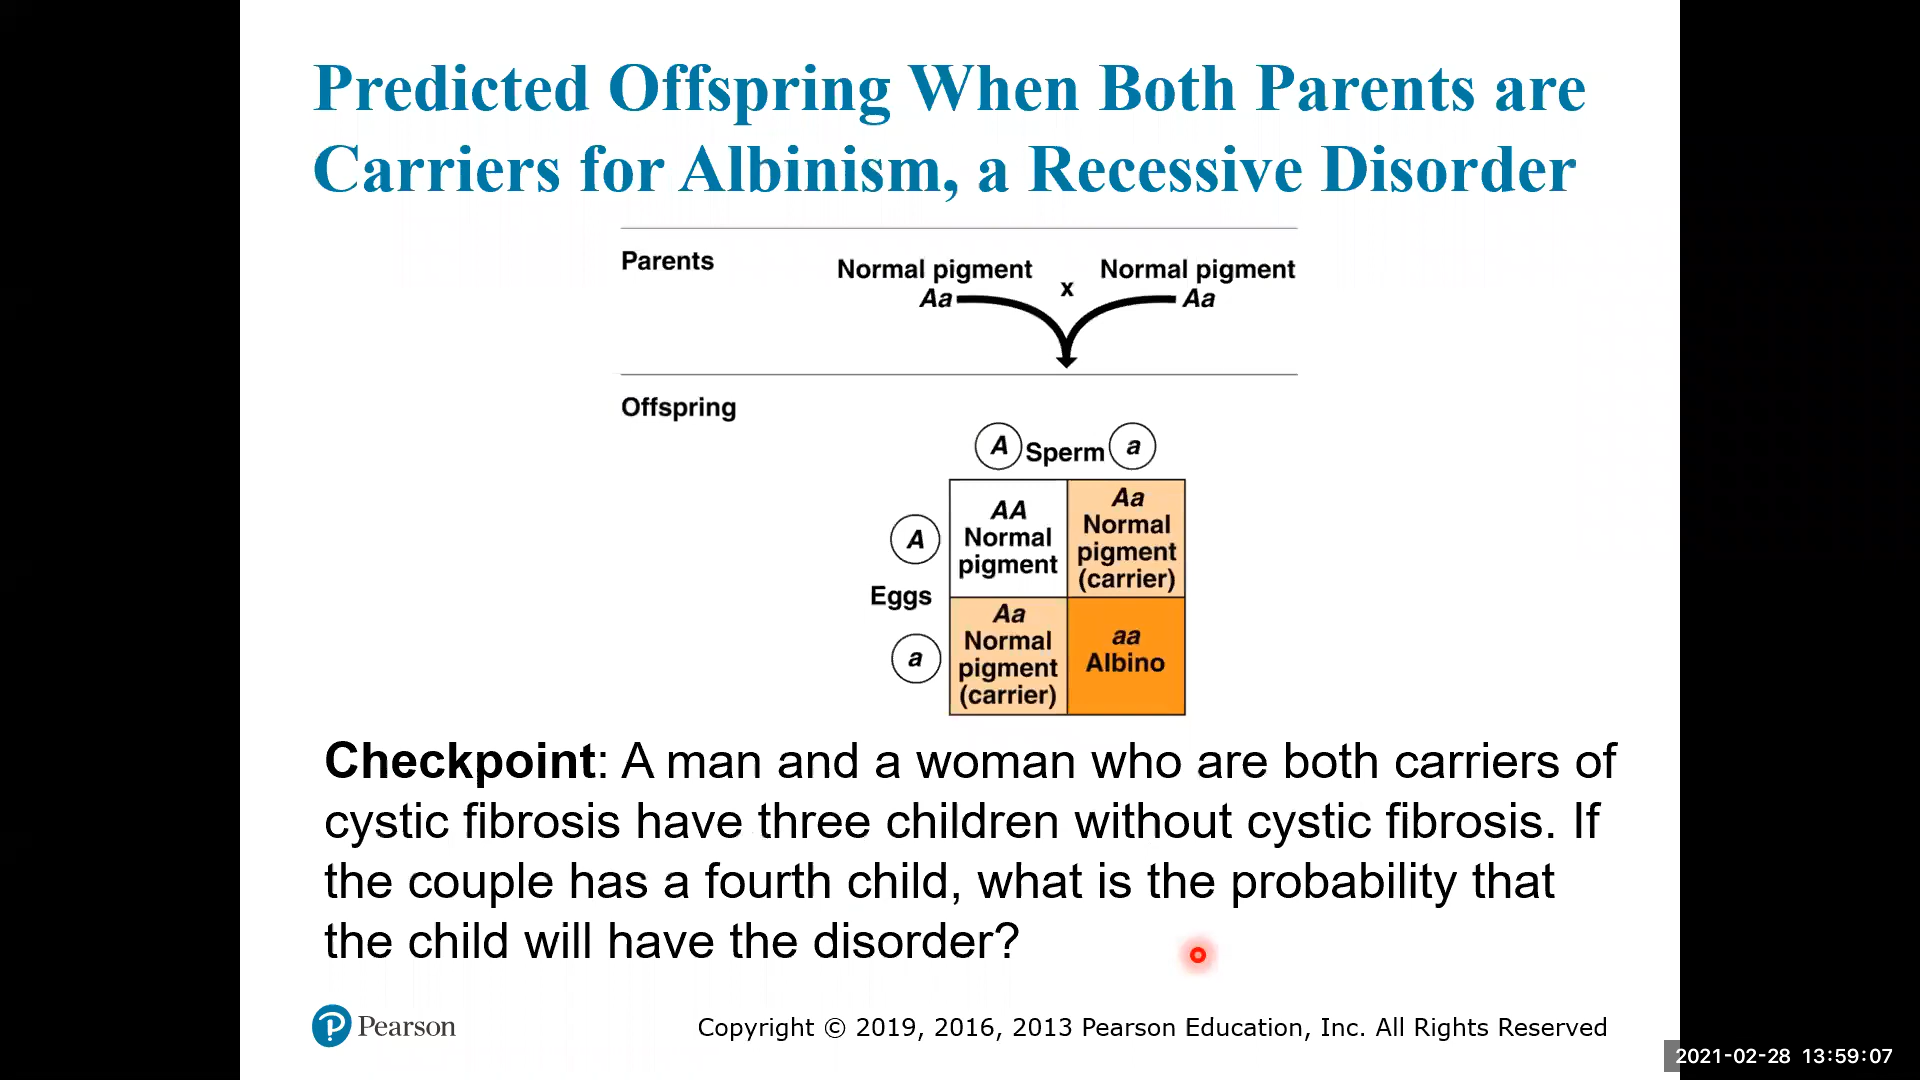 Predicted Offspring When Both Parents are
Carriers for Albinism, a Recessive Disorder
Parents
Normal pigment
Aa
x
Normal pigment
Aa
Offspring
A Sperm a
A
Eggs
a
AA
Normal
pigment
Aa
Normal
pigment
(carrier)
Aa
Normal
pigment
(carrier)
aa
Albino
Checkpoint: A man and a woman who are both carriers of
cystic fibrosis have three children without cystic fibrosis. If
the couple has a fourth child, what is the probability that
the child will have the disorder?
P Pearson
Copyright © 2019, 2016, 2013 Pearson Education, Inc. All Rights Reserved
2021-02-28 13:59:07